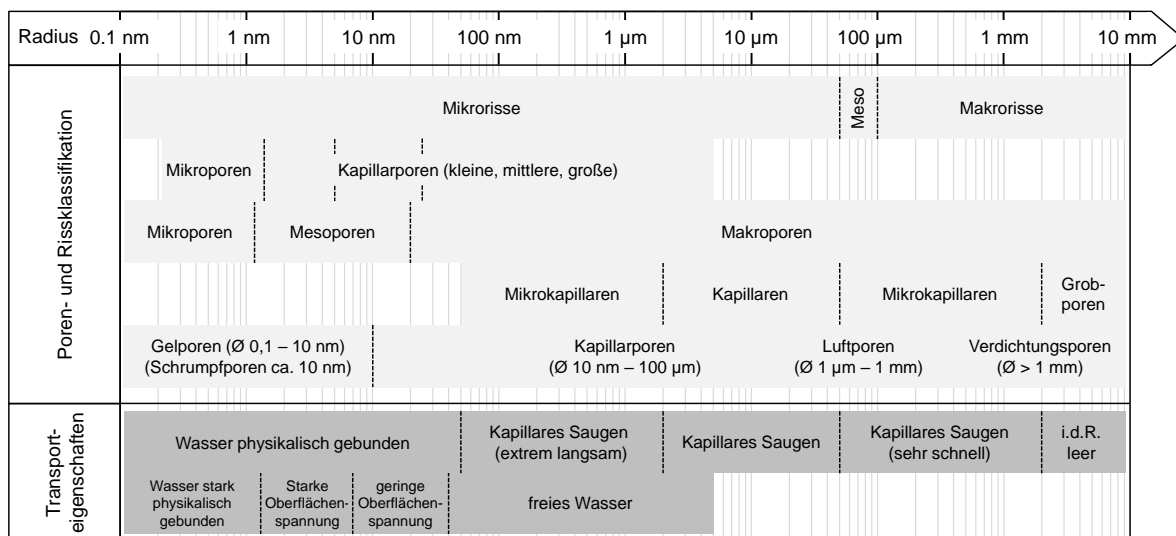 Radius 0.1 nm 1 nm 10 nm 100 nm 1 µm 10 µm 100 µm 1 mm 10 mm
Poren- und Rissklassifikation
Mikrorisse Meso Makrorisse
Mikroporen Kapillarporen (kleine, mittlere, große)
Mikroporen Mesoporen Makroporen
Mikrokapillaren Kapillaren Mikrokapillaren Grob-
poren
Gelporen (Ø 0,1 – 10 nm) Kapillarporen Luftporen Verdichtungsporen
(Schrumpfporen ca. 10 nm) (Ø 10 nm – 100 µm) (Ø 1 µm – 1 mm) (Ø > 1 mm)
Transport-
eigenschaften
Wasser physikalisch gebunden
Kapillares Saugen
(extrem langsam)
Kapillares Saugen
Kapillares Saugen
(sehr schnell)
i.d.R.
leer
Wasser stark
physikalisch
gebunden
Starke
Oberflächen-
spannung
geringe
Oberflächen-
spannung
freies Wasser